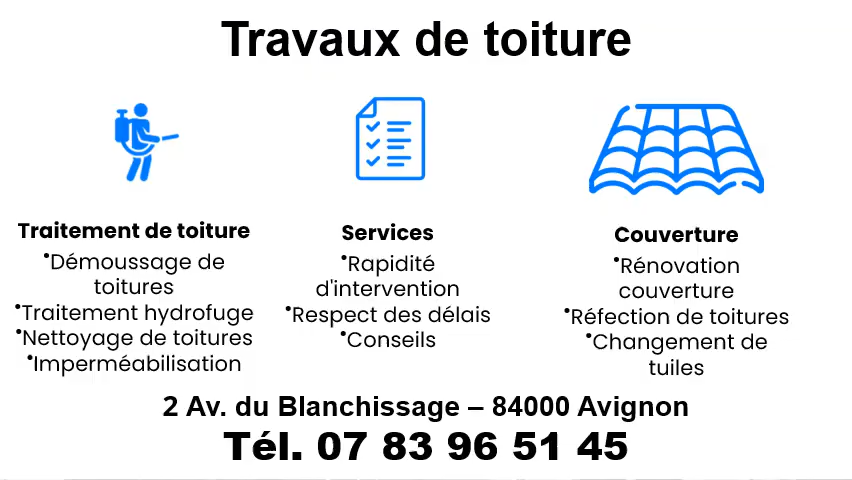 Travaux de toiture
Traitement de toiture
•Démoussage de
toitures
•Traitement hydrofuge
•Nettoyage de toitures
•Imperméabilisation
Services
•Rapidité
d'intervention
•Respect des délais
•Conseils
Couverture
•Rénovation
couverture
•Réfection de toitures
•Changement de
tuiles
2 Av. du Blanchissage – 84000 Avignon
Tél. 07 83 96 51 45